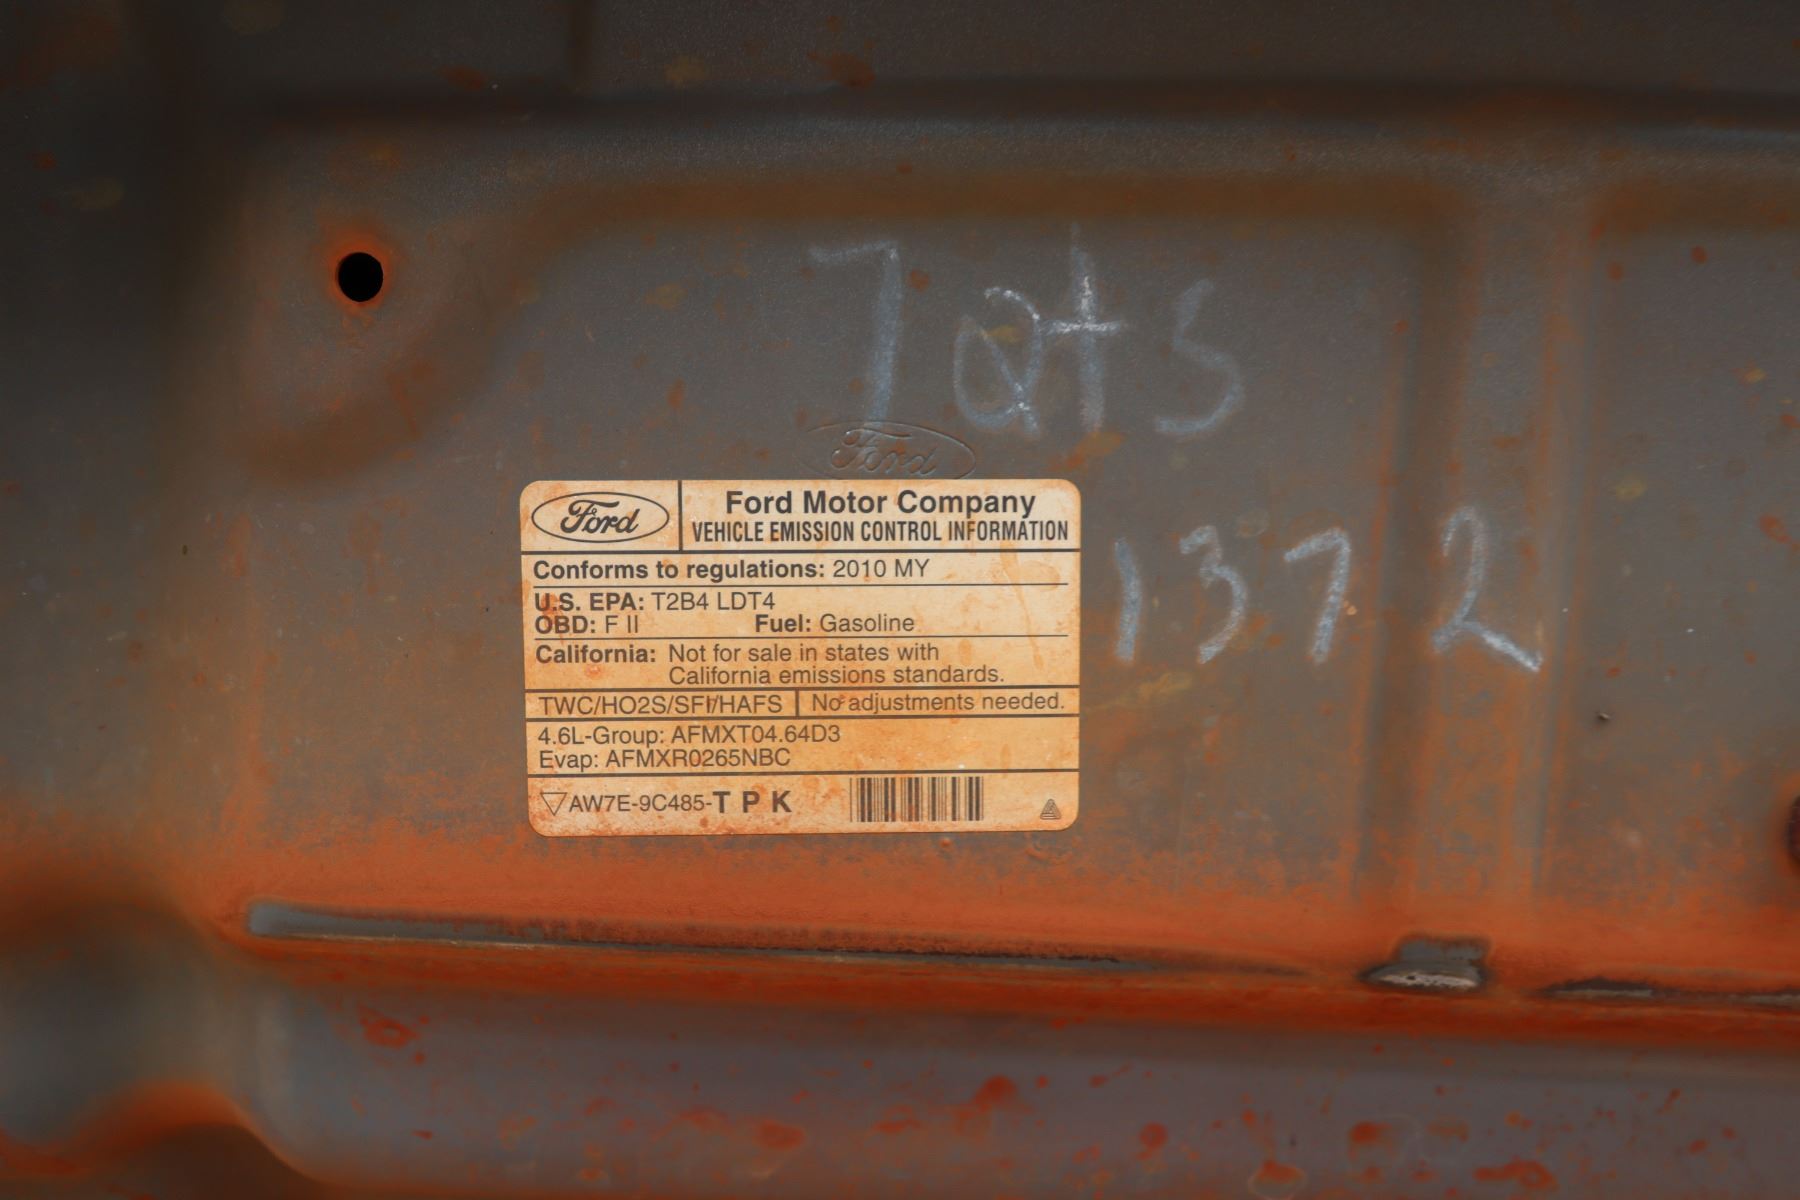 7 Qts
Ford
Ford
Ford Motor Company
VEHICLE EMISSION CONTROL INFORMATION
Conforms to regulations: 2010 MY
U.S. EPA: T2B4 LDT4
OBD: F II Fuel: Gasoline
California: Not for sale in states with
California emissions standards.
TWC/HO2S/SFI/HAFS No adjustments needed.
4.6L-Group: AFMXT04.64D3
Evap: AFMXR0265NBC
AW7E-9C485-T P K
1372